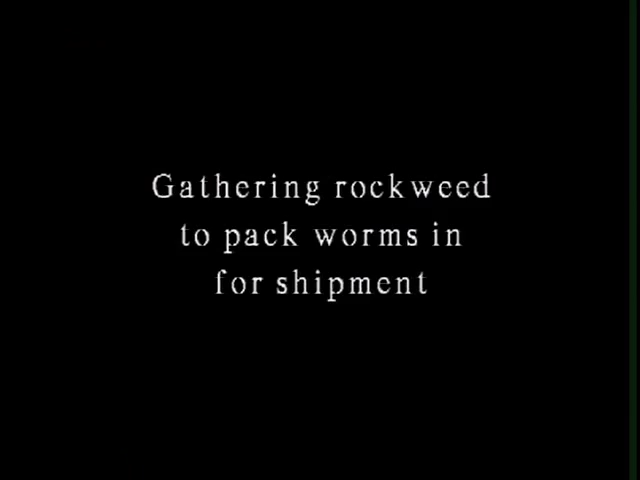 Gathering rockweed
to pack worms in
for shipment